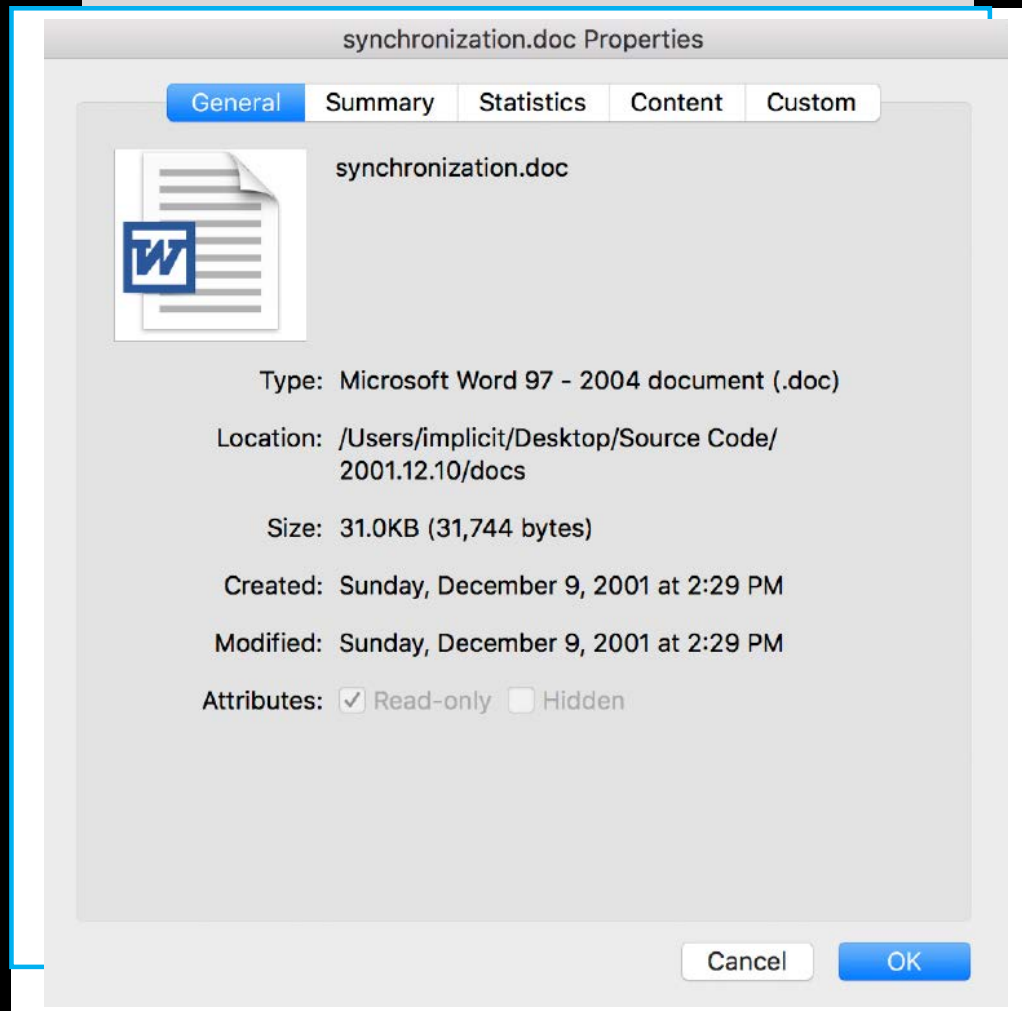 synchronization.doc Properties
General Summary Statistics Content Custom
synchronization.doc
W
Type: Microsoft Word 97 - 2004 document (.doc)
Location: /Users/implicit/Desktop/Source Code/
2001.12.10/docs
Size: 31.0KB (31,744 bytes)
Created: Sunday, December 9, 2001 at 2:29 PM
Modified: Sunday, December 9, 2001 at 2:29 PM
Attributes: Read-only Hidden
Cancel OK